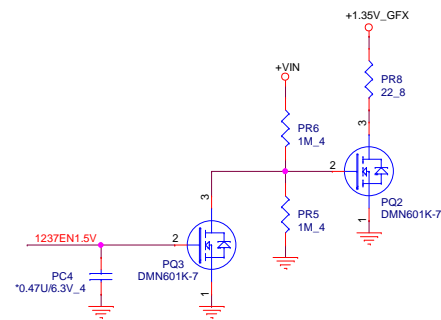 +1.35V_GFX
+VIN
PR8
22_8
PR6
1M_4
3
2
PQ2
DMN601K-7
1
3
PR5
1M_4
1237EN1.5V
2
PQ3
DMN601K-7
1
PC4
*0.47U/6.3V_4